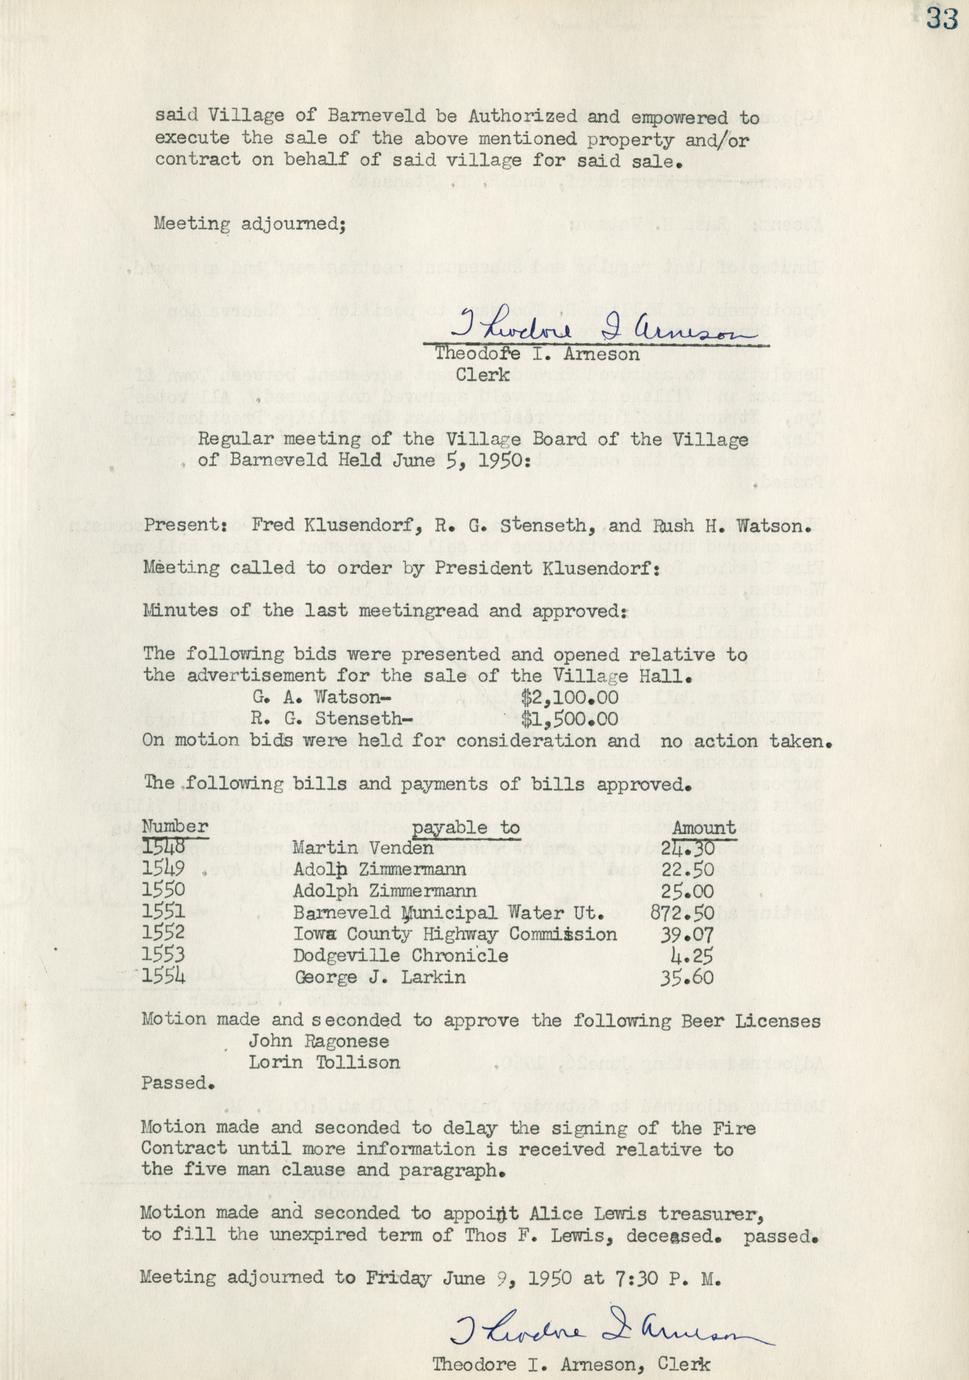 33
said Village of Barneveld be Authorized and empowered to
execute the sale of the above mentioned property and/or
contract on behalf of said village for said sale.
Meeting adjourned;
Theodore I Arneson
Theodore I. Arneson
Clerk
Regular meeting of the Village Board of the Village
of Barneveld Held June 5, 1950:
Present: Fred Klusendorf, R. G. Stenseth, and Rush H. Watson.
Meeting called to order by President Klusendorf:
Minutes of the last meetingread and approved:
The following bids were presented and opened relative to
the advertisement for the sale of the Village Hall.
G. A. Watson- $2,100.00
R. G. Stenseth- $1,500.00
On motion bids were held for consideration and no action taken.
The following bills and payments of bills approved.
Number payable to Amount
1548 Martin Venden 24.30
1549 Adolph Zimmermann 22.50
1550 Adolph Zimmermann 25.00
1551 Barneveld Municipal Water Ut. 872.50
1552 Iowa County Highway Commission 39.07
1553 Dodgeville Chronicle 4.25
1554 George J. Larkin 35.60
Motion made and seconded to approve the following Beer Licenses
John Ragonese
Lorin Tollison
Passed.
Motion made and seconded to delay the signing of the Fire
Contract until more information is received relative to
the five man clause and paragraph.
Motion made and seconded to appoint Alice Lewis treasurer,
to fill the unexpired term of Thos F. Lewis, deceased. passed.
Meeting adjourned to Friday June 9, 1950 at 7:30 P. M.
Theodore I Arneson
Theodore I. Arneson, Clerk